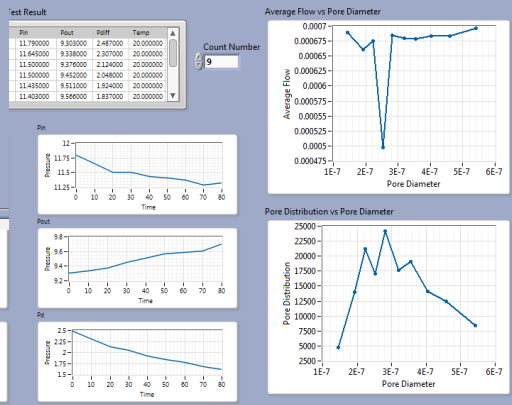 Test Result
Pin Pout Pdiff Temp
11.790000 9.303000 2.487000 20.000000
11.645000 9.338000 2.307000 20.000000
11.500000 9.376000 2.124000 20.000000
11.500000 9.452000 2.048000 20.000000
11.435000 9.511000 1.924000 20.000000
11.403000 9.566000 1.837000 20.000000
Count Number
9
Pin
Pressure
12
11.75
11.5
11.25
0 10 20 30 40 50 60 70 80
Time
Pout
Pressure
9.8
9.6
9.4
9.2
0 10 20 30 40 50 60 70 80
Time
Pd
Pressure
2.5
2.25
2
1.75
1.5
0 10 20 30 40 50 60 70 80
Time
Average Flow vs Pore Diameter
Average Flow
0.0007
0.000675
0.00065
0.000625
0.0006
0.000575
0.00055
0.000525
0.0005
0.000475
1E-7 2E-7 3E-7 4E-7 5E-7 6E-7
Pore Diameter
Pore Distribution vs Pore Diameter
Pore Distribution
25000
22500
20000
17500
15000
12500
10000
7500
5000
2500
1E-7 2E-7 3E-7 4E-7 5E-7 6E-7
Pore Diameter